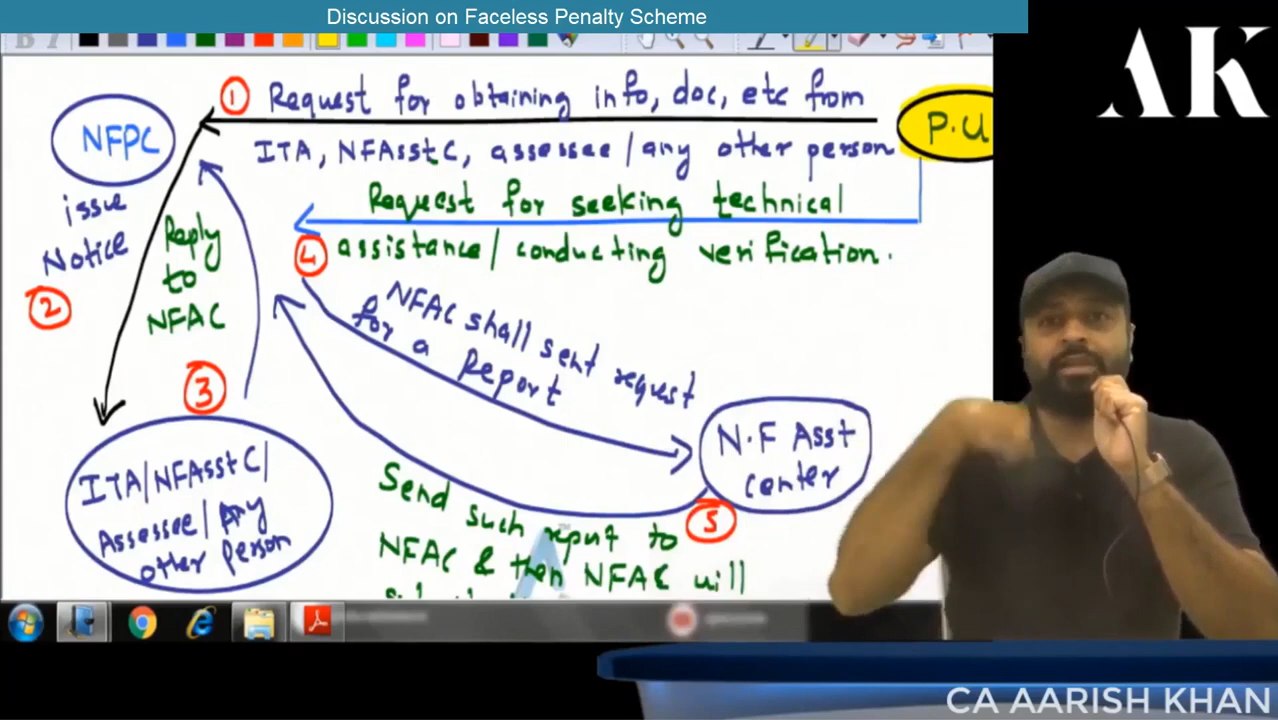 Discussion on Faceless Penalty Scheme
AK
① Request for obtaining info, doc, etc from
NFPC
P.U
ITA, NFAsstC, assessee/any other person
Request for seeking technical
④ assistance/conducting verification.
issue
Notice
②
Reply
to
NFAC
③
NFAC shall sent request
for a Report
N.F Asst
center
⑤
ITA/NFAsstC/
Assessee/Any
other person
Send such report to
NFAC & then NFAC will
CA AARISH KHAN